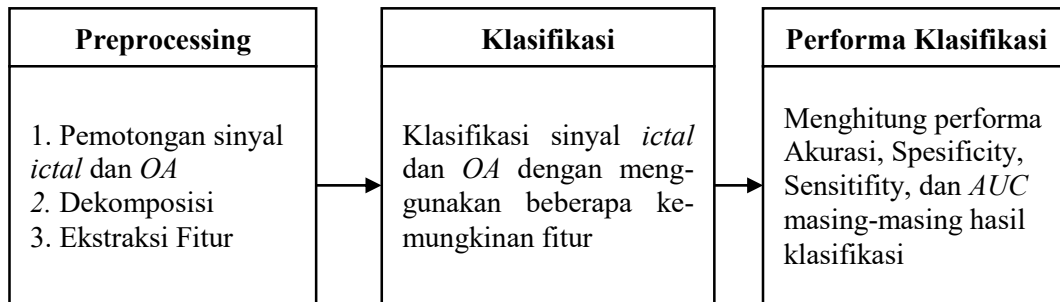 Preprocessing
1. Pemotongan sinyal
ictal dan OA
2. Dekomposisi
3. Ekstraksi Fitur
Klasifikasi
Klasifikasi sinyal ictal
dan OA dengan meng-
gunakan beberapa ke-
mungkinan fitur
Performa Klasifikasi
Menghitung performa
Akurasi, Spesificity,
Sensitifity, dan AUC
masing-masing hasil
klasifikasi